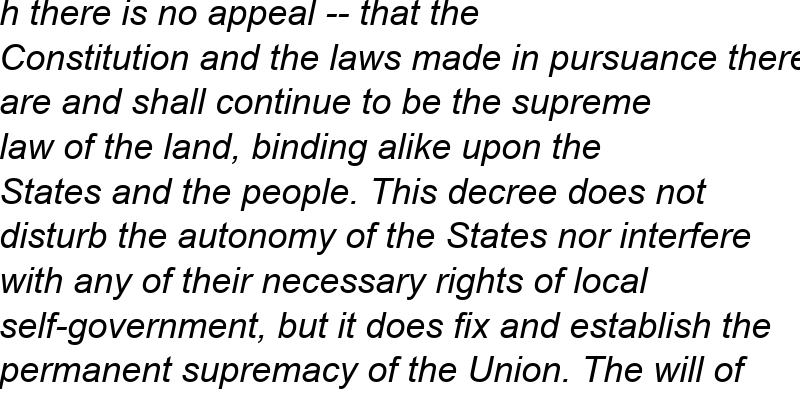 h there is no appeal -- that the
Constitution and the laws made in pursuance there
are and shall continue to be the supreme
law of the land, binding alike upon the
States and the people. This decree does not
disturb the autonomy of the States nor interfere
with any of their necessary rights of local
self-government, but it does fix and establish the
permanent supremacy of the Union. The will of